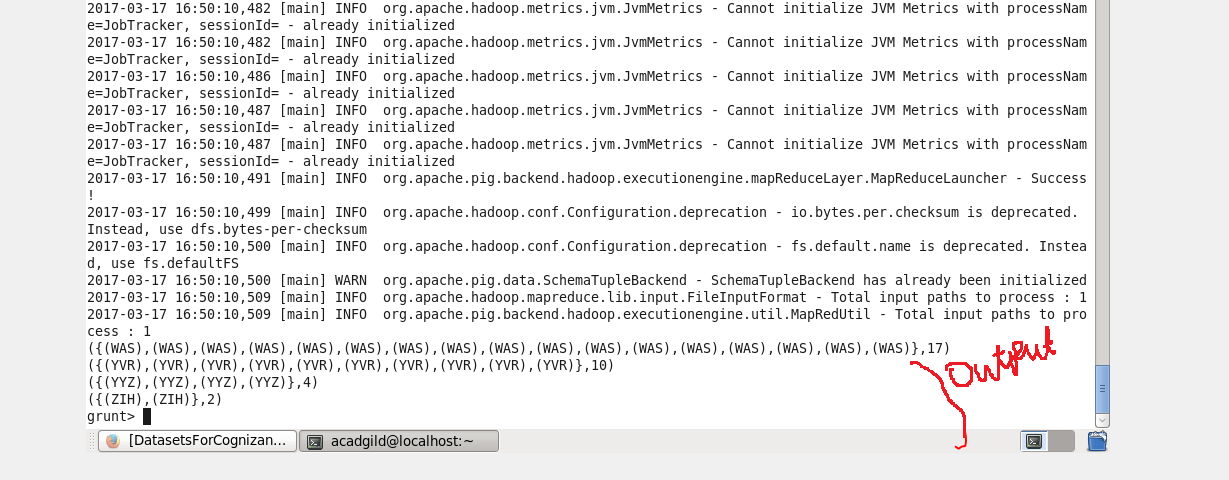 2017-03-17 16:50:10,482 [main] INFO  org.apache.hadoop.metrics.jvm.JvmMetrics - Cannot initialize JVM Metrics with processNam
e=JobTracker, sessionId= - already initialized
2017-03-17 16:50:10,482 [main] INFO  org.apache.hadoop.metrics.jvm.JvmMetrics - Cannot initialize JVM Metrics with processNam
e=JobTracker, sessionId= - already initialized
2017-03-17 16:50:10,486 [main] INFO  org.apache.hadoop.metrics.jvm.JvmMetrics - Cannot initialize JVM Metrics with processNam
e=JobTracker, sessionId= - already initialized
2017-03-17 16:50:10,487 [main] INFO  org.apache.hadoop.metrics.jvm.JvmMetrics - Cannot initialize JVM Metrics with processNam
e=JobTracker, sessionId= - already initialized
2017-03-17 16:50:10,487 [main] INFO  org.apache.hadoop.metrics.jvm.JvmMetrics - Cannot initialize JVM Metrics with processNam
e=JobTracker, sessionId= - already initialized
2017-03-17 16:50:10,491 [main] INFO  org.apache.pig.backend.hadoop.executionengine.mapReduceLayer.MapReduceLauncher - Success
!
2017-03-17 16:50:10,499 [main] INFO  org.apache.hadoop.conf.Configuration.deprecation - io.bytes.per.checksum is deprecated.
Instead, use dfs.bytes-per-checksum
2017-03-17 16:50:10,500 [main] INFO  org.apache.hadoop.conf.Configuration.deprecation - fs.default.name is deprecated. Instea
d, use fs.defaultFS
2017-03-17 16:50:10,500 [main] WARN  org.apache.pig.data.SchemaTupleBackend - SchemaTupleBackend has already been initialized
2017-03-17 16:50:10,509 [main] INFO  org.apache.hadoop.mapreduce.lib.input.FileInputFormat - Total input paths to process : 1
2017-03-17 16:50:10,509 [main] INFO  org.apache.pig.backend.hadoop.executionengine.util.MapRedUtil - Total input paths to pro
cess : 1
({(WAS),(WAS),(WAS),(WAS),(WAS),(WAS),(WAS),(WAS),(WAS),(WAS),(WAS),(WAS),(WAS),(WAS),(WAS),(WAS),(WAS)},17)
({(YVR),(YVR),(YVR),(YVR),(YVR),(YVR),(YVR),(YVR),(YVR),(YVR)},10)
output
({(YYZ),(YYZ),(YYZ),(YYZ)},4)
({(ZIH),(ZIH)},2)
grunt>
[DatasetsForCognizan... acadgild@localhost:~